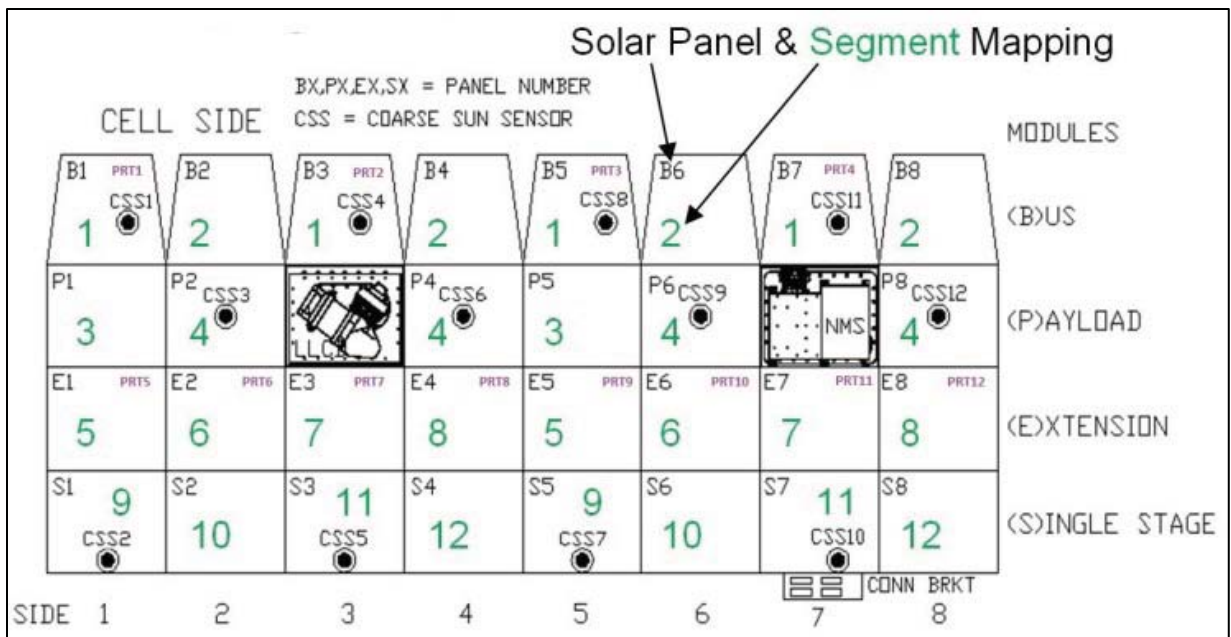 Solar Panel & Segment Mapping
BX,PX,EX,SX = PANEL NUMBER
CELL SIDE CSS = COARSE SUN SENSOR
MODULES
B1 PRT1 B2 B3 PRT2 B4 B5 PRT3 B6 B7 PRT4 B8
CSS1 CSS4 CSS8 CSS11
(B)US
1 2 1 2 1 2 1 2
P1 P2 CSS3 P4 CSS6 P5 P6 CSS9 P8 CSS12
(P)AYLOAD
3 4 4 3 4 NMS 4
E1 PRT5 E2 PRT6 E3 PRT7 E4 PRT8 E5 PRT9 E6 PRT10 E7 PRT11 E8 PRT12
5 6 7 8 5 6 7 8
(E)XTENSION
S1 9 S2 S3 11 S4 S5 9 S6 S7 11 S8
(S)INGLE STAGE
CSS2 10 CSS5 12 CSS7 10 CSS10 12
CONN BRKT
SIDE 1 2 3 4 5 6 7 8